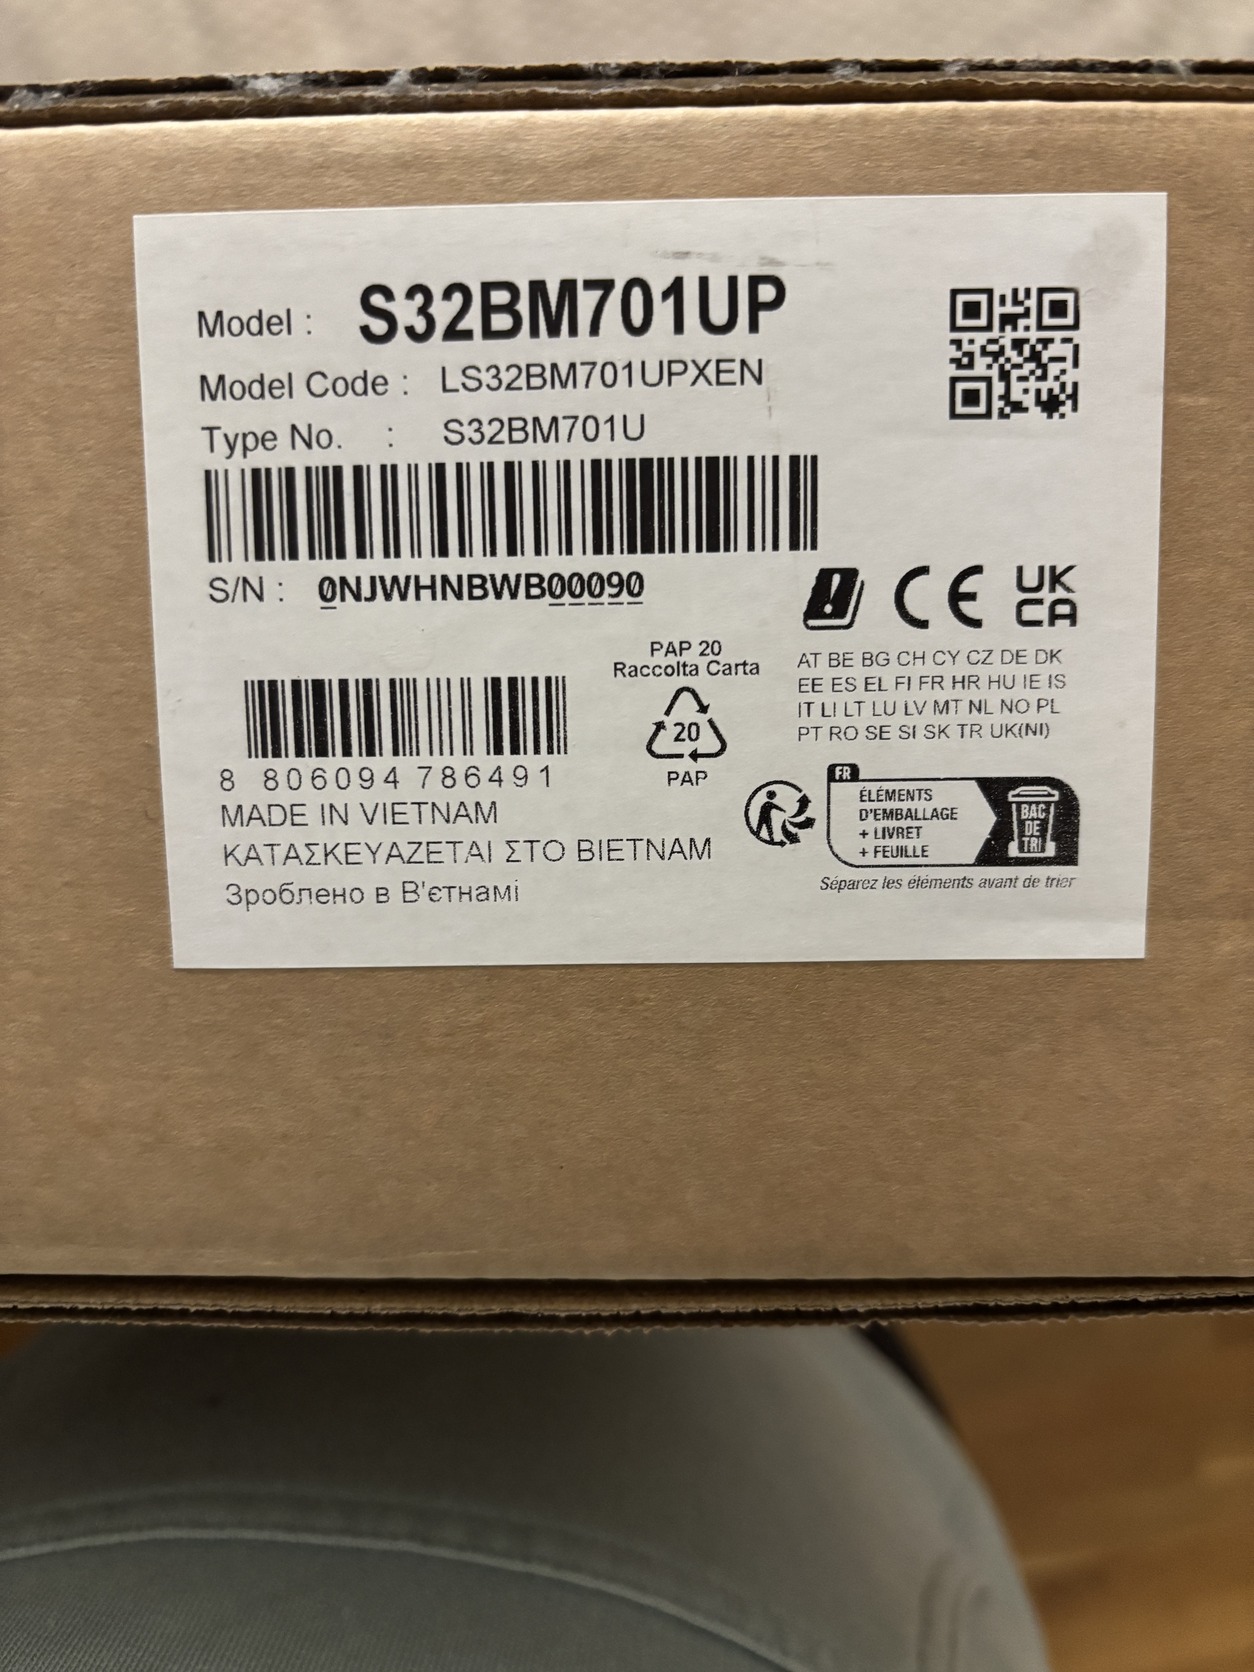 Model : S32BM701UP
Model Code : LS32BM701UPXEN
Type No. : S32BM701U
S/N : 0NJWHNBWB00090
CE
UK
CA
PAP 20
Raccolta Carta
20
PAP
AT BE BG CH CY CZ DE DK
EE ES EL FI FR HR HU IE IS
IT LI LT LU LV MT NL NO PL
PT RO SE SI SK TR UK(NI)
8 806094 786491
MADE IN VIETNAM
ΚΑΤΑΣΚΕΥΑΖΕΤΑΙ ΣΤΟ ΒΙΕΤΝΑΜ
Зроблено в В'єтнамі
FR
ÉLÉMENTS
D'EMBALLAGE
+ LIVRET
+ FEUILLE
BAC
DE
TRI
Séparez les éléments avant de trier